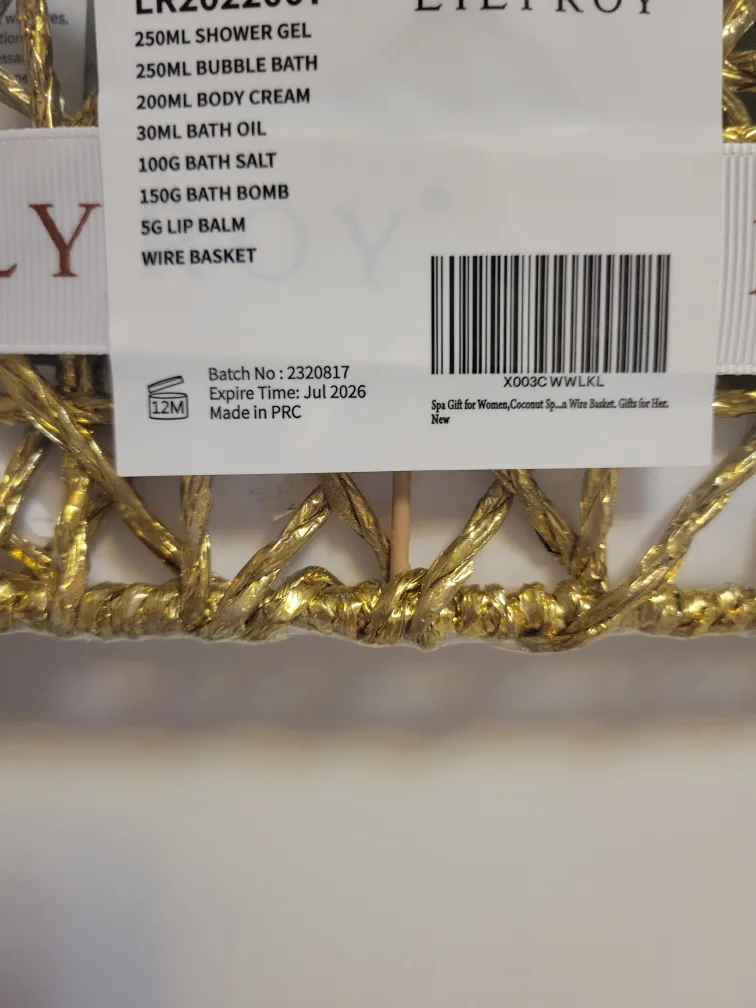 250ML SHOWER GEL
250ML BUBBLE BATH
200ML BODY CREAM
30ML BATH OIL
100G BATH SALT
150G BATH BOMB
5G LIP BALM
WIRE BASKET
LY
12M
Batch No : 2320817
Expire Time: Jul 2026
Made in PRC
X003CWWLKL
Spa Gift for Women,Coconut Sp...n Wire Basket. Gifts for Her.
New